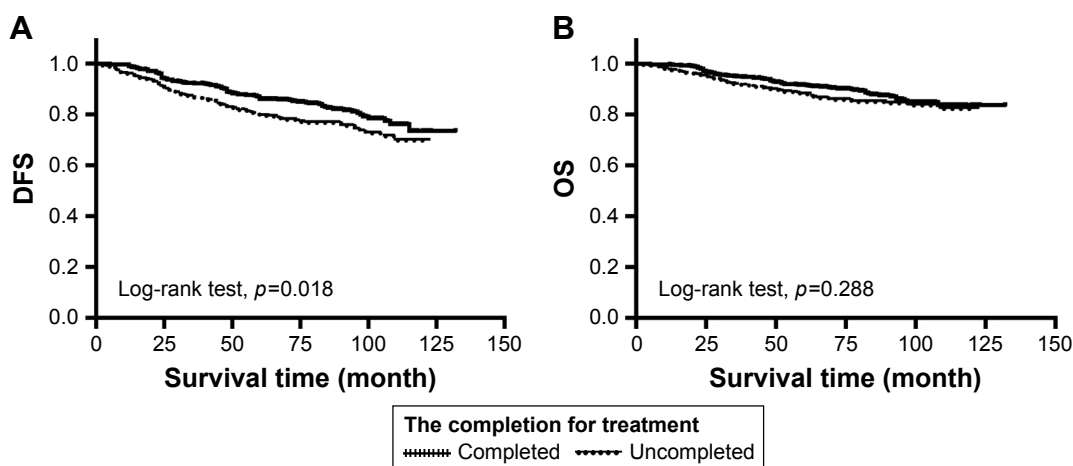 A
1.0
0.8
0.6
0.4
0.2
0.0
DFS
Log-rank test, p=0.018
0 25 50 75 100 125 150
Survival time (month)
B
1.0
0.8
0.6
0.4
0.2
0.0
OS
Log-rank test, p=0.288
0 25 50 75 100 125 150
Survival time (month)
The completion for treatment
Completed Uncompleted